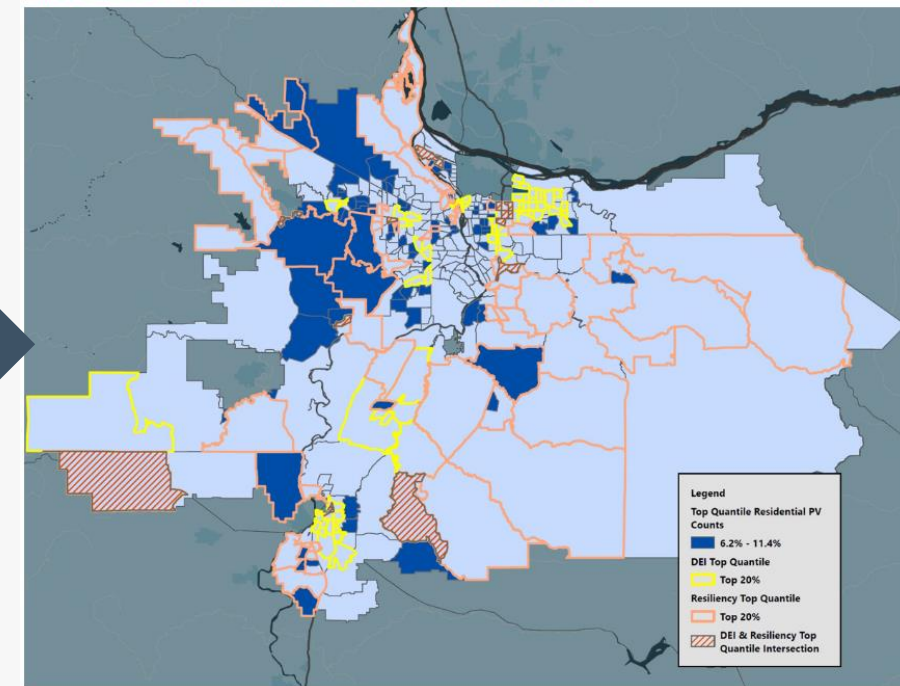 Legend
Top Quantile Residential PV
Counts
6.2% - 11.4%
DEI Top Quantile
Top 20%
Resiliency Top Quantile
Top 20%
DEI & Resiliency Top
Quantile Intersection